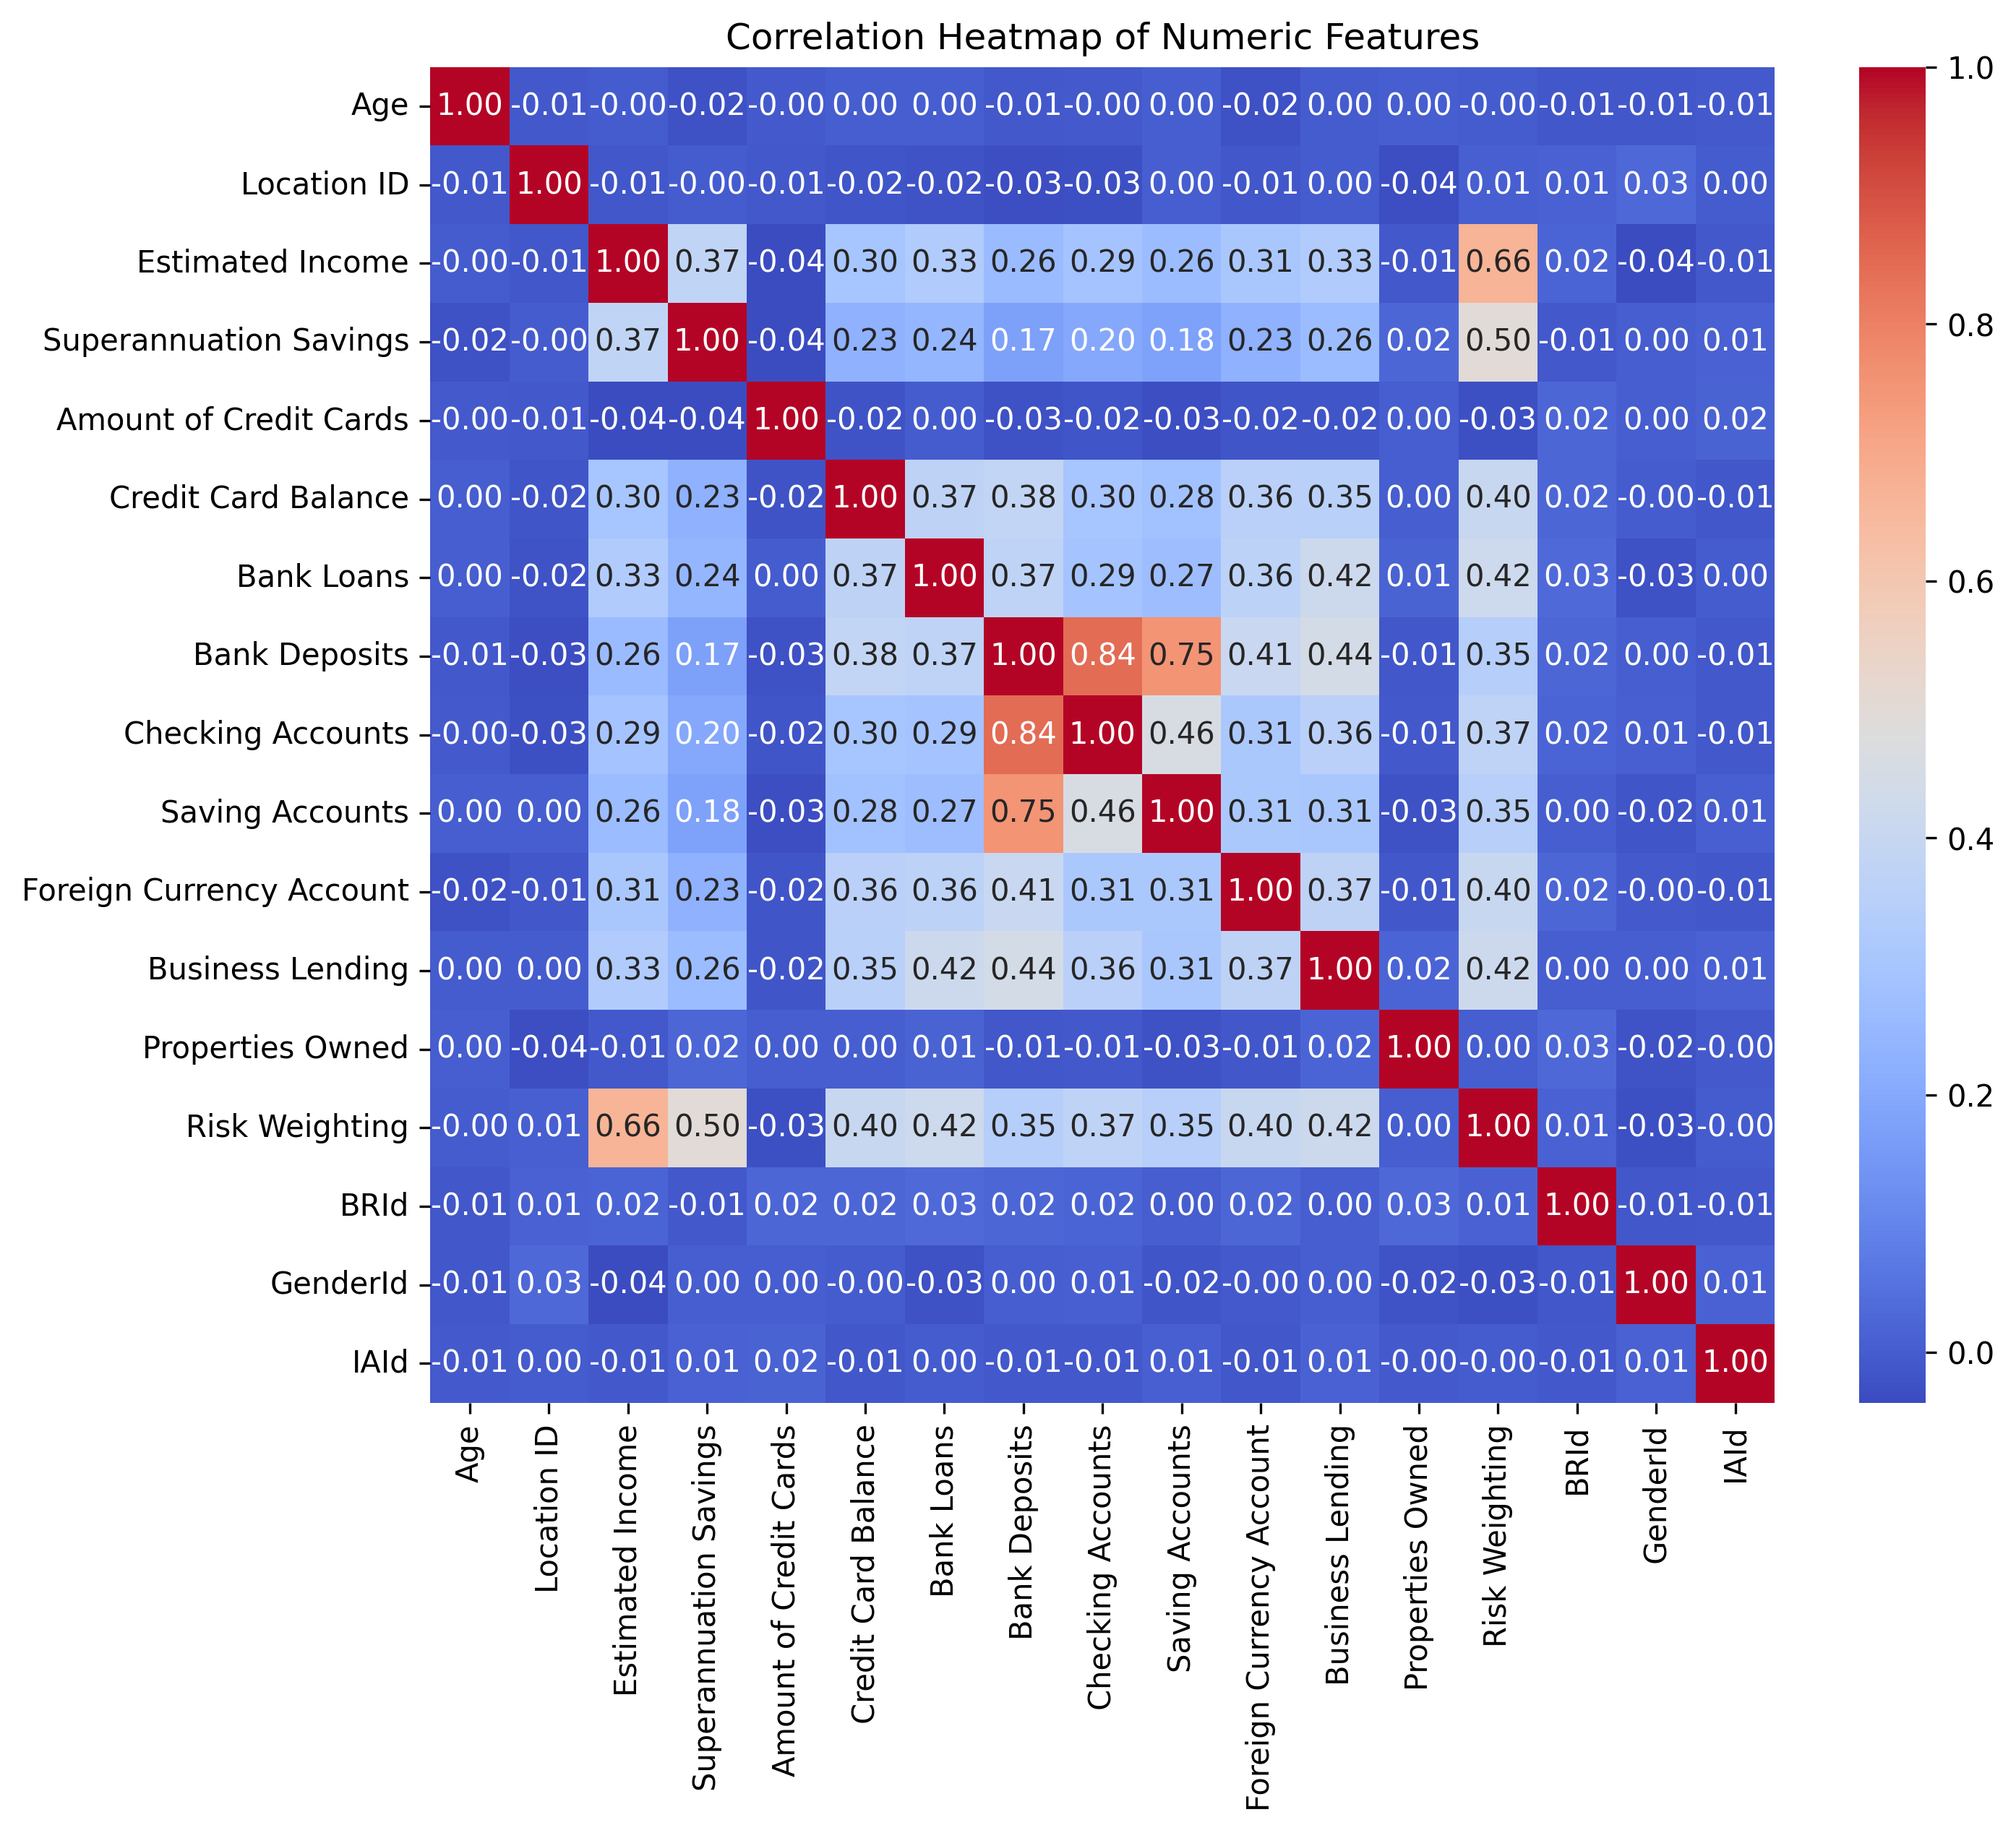 Correlation Heatmap of Numeric Features
Age 1.00 -0.01 -0.00 -0.02 -0.00 0.00 0.00 -0.01 -0.00 0.00 -0.02 0.00 0.00 -0.00 -0.01 -0.01 -0.01
Location ID -0.01 1.00 -0.01 -0.00 -0.01 -0.02 -0.02 -0.03 -0.03 0.00 -0.01 0.00 -0.04 0.01 0.01 0.03 0.00
Estimated Income -0.00 -0.01 1.00 0.37 -0.04 0.30 0.33 0.26 0.29 0.26 0.31 0.33 -0.01 0.66 0.02 -0.04 -0.01
Superannuation Savings -0.02 -0.00 0.37 1.00 -0.04 0.23 0.24 0.17 0.20 0.18 0.23 0.26 0.02 0.50 -0.01 0.00 0.01
Amount of Credit Cards -0.00 -0.01 -0.04 -0.04 1.00 -0.02 0.00 -0.03 -0.02 -0.03 -0.02 -0.02 0.00 -0.03 0.02 0.00 0.02
Credit Card Balance 0.00 -0.02 0.30 0.23 -0.02 1.00 0.37 0.38 0.30 0.28 0.36 0.35 0.00 0.40 0.02 -0.00 -0.01
Bank Loans 0.00 -0.02 0.33 0.24 0.00 0.37 1.00 0.37 0.29 0.27 0.36 0.42 0.01 0.42 0.03 -0.03 0.00
Bank Deposits -0.01 -0.03 0.26 0.17 -0.03 0.38 0.37 1.00 0.84 0.75 0.41 0.44 -0.01 0.35 0.02 0.00 -0.01
Checking Accounts -0.00 -0.03 0.29 0.20 -0.02 0.30 0.29 0.84 1.00 0.46 0.31 0.36 -0.01 0.37 0.02 0.01 -0.01
Saving Accounts 0.00 0.00 0.26 0.18 -0.03 0.28 0.27 0.75 0.46 1.00 0.31 0.31 -0.03 0.35 0.00 -0.02 0.01
Foreign Currency Account -0.02 -0.01 0.31 0.23 -0.02 0.36 0.36 0.41 0.31 0.31 1.00 0.37 -0.01 0.40 0.02 -0.00 -0.01
Business Lending 0.00 0.00 0.33 0.26 -0.02 0.35 0.42 0.44 0.36 0.31 0.37 1.00 0.02 0.42 0.00 0.00 0.01
Properties Owned 0.00 -0.04 -0.01 0.02 0.00 0.00 0.01 -0.01 -0.01 -0.03 -0.01 0.02 1.00 0.00 0.03 -0.02 -0.00
Risk Weighting -0.00 0.01 0.66 0.50 -0.03 0.40 0.42 0.35 0.37 0.35 0.40 0.42 0.00 1.00 0.01 -0.03 -0.00
BRId -0.01 0.01 0.02 -0.01 0.02 0.02 0.03 0.02 0.02 0.00 0.02 0.00 0.03 0.01 1.00 -0.01 -0.01
GenderId -0.01 0.03 -0.04 0.00 0.00 -0.00 -0.03 0.00 0.01 -0.02 -0.00 0.00 -0.02 -0.03 -0.01 1.00 0.01
IAId -0.01 0.00 -0.01 0.01 0.02 -0.01 0.00 -0.01 -0.01 0.01 -0.01 0.01 -0.00 -0.00 -0.01 0.01 1.00
Age
Location ID
Estimated Income
Superannuation Savings
Amount of Credit Cards
Credit Card Balance
Bank Loans
Bank Deposits
Checking Accounts
Saving Accounts
Foreign Currency Account
Business Lending
Properties Owned
Risk Weighting
BRId
GenderId
IAId
1.0
0.8
0.6
0.4
0.2
0.0